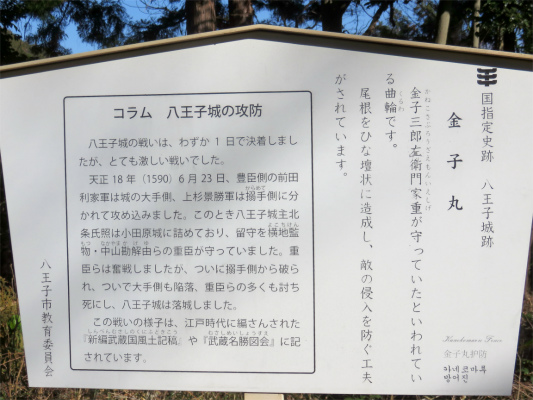 国指定史跡 八王子城跡
金子丸
金子三郎左衛門家重が守っていたといわれてい
る曲輪です。
尾根をひな壇状に造成し、敵の侵入を防ぐ工夫
がされています。
コラム 八王子城の攻防
八王子城の戦いは、わずか1日で決着しまし
たが、とても激しい戦いでした。
天正18年(1590)6月23日、豊臣側の前田
利家軍は城の大手側、上杉景勝軍は搦手側に分
かれて攻め込みました。このとき八王子城主北
条氏照は小田原城に詰めており、留守を横地監
物・中山勘解由らの重臣が守っていました。重
臣らは奮戦しましたが、ついに搦手側から破ら
れ、ついで大手側も陥落、重臣らの多くも討ち
死にし、八王子城は落城しました。
この戦いの様子は、江戸時代に編さんされた
『新編武蔵国風土記稿』や『武蔵名勝図会』に記
されています。
八王子市教育委員会
金子丸护防
카네코마루
방어진